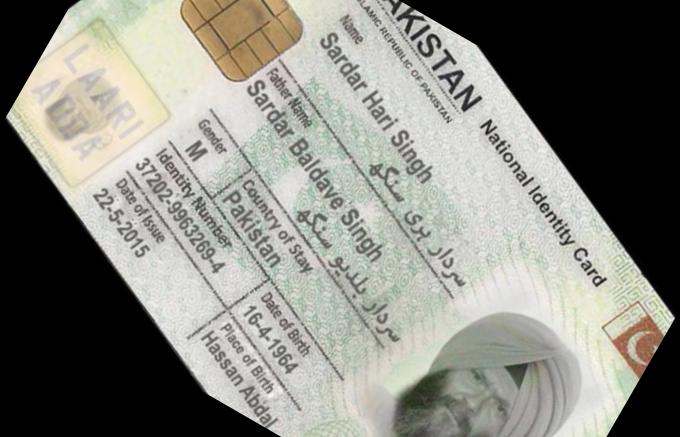 PAKISTAN National Identity Card
ISLAMIC REPUBLIC OF PAKISTAN
Name
Sardar Hari Singh
سردار ہری سنگھ
Father Name
Sardar Baldave Singh
سردار بلدیو سنگھ
Gender
M
Country of Stay
Pakistan
Identity Number
37202-9963269-4
Date of Birth
16-4-1964
Date of Issue
22-5-2015
Place of Birth
Hassan Abdal
LAARI
ADDA